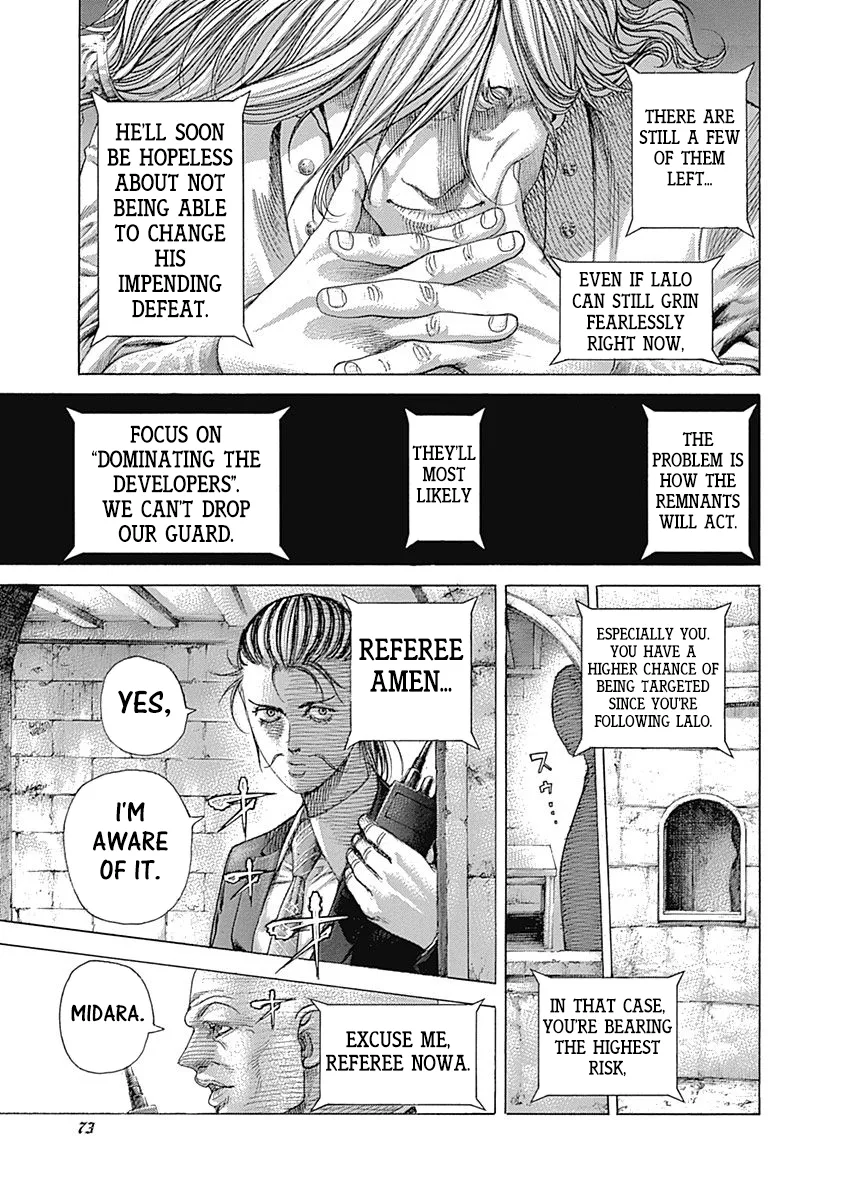 THERE ARE
STILL A FEW
OF THEM
LEFT...
EVEN IF LALO
CAN STILL GRIN
FEARLESSLY
RIGHT NOW,
HE'LL SOON
BE HOPELESS
ABOUT NOT
BEING ABLE
TO CHANGE
HIS
IMPENDING
DEFEAT.
THE
PROBLEM IS
HOW THE
REMNANTS
WILL ACT.
THEY'LL
MOST
LIKELY
FOCUS ON
“DOMINATING THE
DEVELOPERS”.
WE CAN'T DROP
OUR GUARD.
ESPECIALLY YOU.
YOU HAVE A
HIGHER CHANCE OF
BEING TARGETED
SINCE YOU'RE
FOLLOWING LALO.
スゥ…
IN THAT CASE,
YOU'RE BEARING
THE HIGHEST
RISK,
REFEREE
AMEN...
YES,
I'M
AWARE
OF IT.
オ
オ
オ
オ
EXCUSE ME,
REFEREE NOWA.
MIDARA.
73